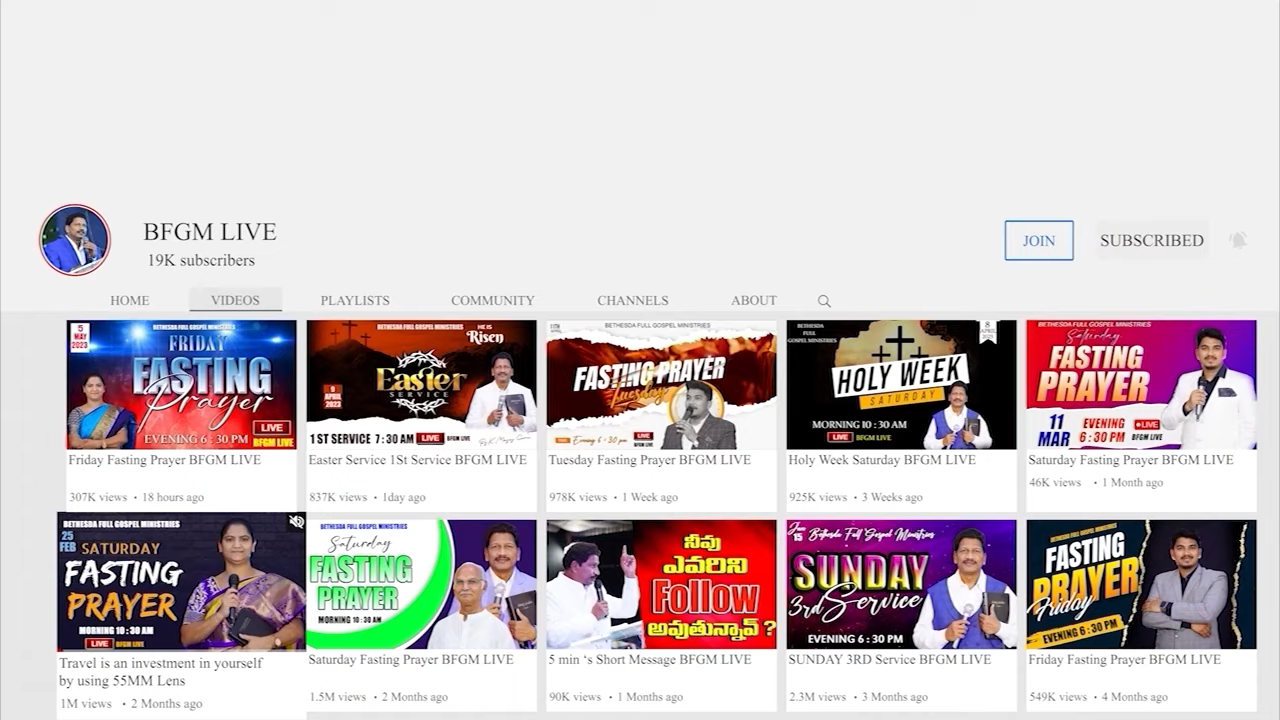 BFGM LIVE
19K subscribers
JOIN
SUBSCRIBED
HOME
VIDEOS
PLAYLISTS
COMMUNITY
CHANNELS
ABOUT
5
MAY
2023
BETHESDA FULL GOSPEL MINISTRIES
FRIDAY
FASTING
Prayer
EVENING 6 : 30 PM
LIVE
BFGM LIVE
Friday Fasting Prayer BFGM LIVE
307K views • 18 hours ago
BETHESDA FULL GOSPEL MINISTRIES
HE IS
Risen
Easter
SERVICE
9
APRIL
2023
1ST SERVICE 7 : 30 AM
LIVE
BFGM LIVE
Easter Service 1St Service BFGM LIVE
837K views • 1day ago
BETHESDA FULL GOSPEL MINISTRIES
FASTING PRAYER
Tuesday
Evening 6 : 30 pm
LIVE
BFGM LIVE
Tuesday Fasting Prayer BFGM LIVE
978K views • 1 Week ago
BETHESDA
FULL
GOSPEL MINISTRIES
8
APRIL
HOLY WEEK
SATURDAY
MORNING 10 : 30 AM
LIVE
BFGM LIVE
Holy Week Saturday BFGM LIVE
925K views • 3 Weeks ago
BETHESDA FULL GOSPEL MINISTRIES
Saturday
FASTING
PRAYER
11
MAR
EVENING
6 : 30 PM
LIVE
BFGM LIVE
Saturday Fasting Prayer BFGM LIVE
46K views • 1 Month ago
BETHESDA FULL GOSPEL MINISTRIES
25
FEB
SATURDAY
FASTING
PRAYER
MORNING 10 : 30 AM
LIVE
BFGM LIVE
Travel is an investment in yourself
by using 55MM Lens
1M views • 2 Months ago
BETHESDA FULL GOSPEL MINISTRIES
Saturday
FASTING
PRAYER
MORNING 10 : 30 AM
Saturday Fasting Prayer BFGM LIVE
1.5M views • 2 Months ago
నీవు
ఎవరిని
Follow
అవుతున్నావ్ ?
5 min ‘s Short Message BFGM LIVE
90K views • 1 Months ago
Jan
15
Bethesda Full Gospel Ministries
SUNDAY
3rd Service
EVENING 6 : 30 PM
SUNDAY 3RD Service BFGM LIVE
2.3M views • 3 Months ago
BETHESDA FULL GOSPEL MINISTRIES
FASTING
PRAYER
Friday
EVENING 6 : 30 PM
Friday Fasting Prayer BFGM LIVE
549K views • 4 Months ago